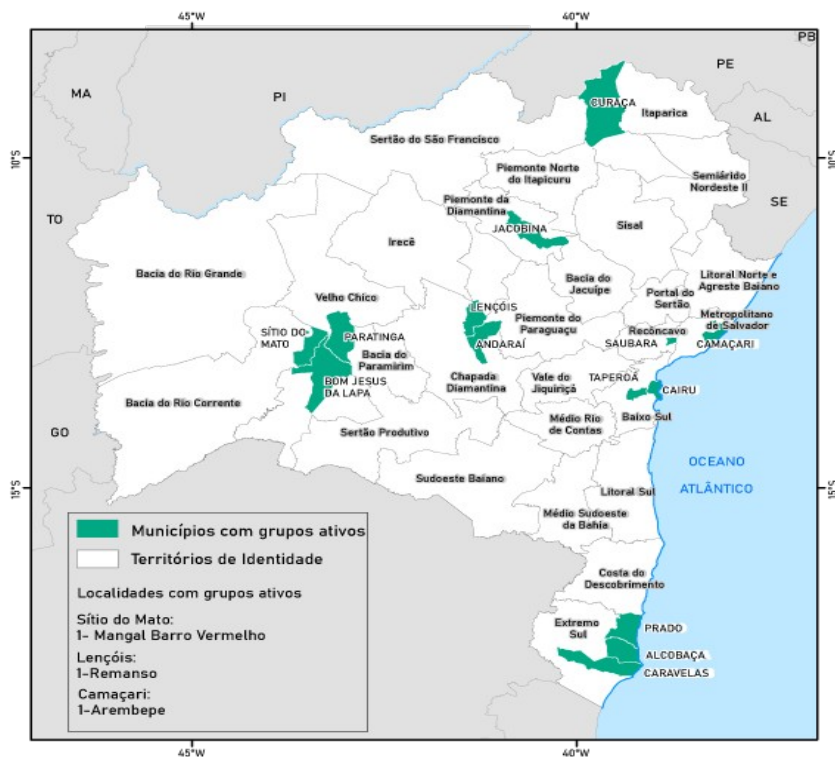 45°W
40°W
PB
PE
MA
PI
CURAÇA
Itaparica
AL
Sertão do São Francisco
10°S
10°S
Piemonte Norte
do Itapicuru
Semiárido
Nordeste II
SE
Piemonte da
Diamantina
TO
JACOBINA
Sisal
Irecê
Bacia do Rio Grande
Bacia do
Jacuípe
Litoral Norte e
Agreste Baiano
Portal do
Sertão
Velho Chico
LENÇÓIS
Piemonte do
Paraguaçu
Metropolitano
de Salvador
SÍTIO DO
MATO
PARATINGA
Recôncavo
SAUBARA
CAMAÇARI
ANDARAÍ
Bacia do
Paramirim
BOM JESUS
DA LAPA
Chapada
Diamantina
Vale do
Jiquiriçá
TAPEROÁ
CAIRU
Bacia do Rio Corrente
Baixo Sul
GO
Sertão Produtivo
Médio Rio
de Contas
OCEANO
ATLÂNTICO
Sudoeste Baiano
15°S
15°S
Litoral Sul
Médio Sudoeste
da Bahia
Municípios com grupos ativos
Territórios de Identidade
Costa do
Descobrimento
Localidades com grupos ativos
Sítio do Mato:
1- Mangal Barro Vermelho
Lençóis:
1-Remanso
Camaçari:
1-Arembepe
Extremo
Sul
PRADO
ALCOBAÇA
CARAVELAS
45°W
40°W